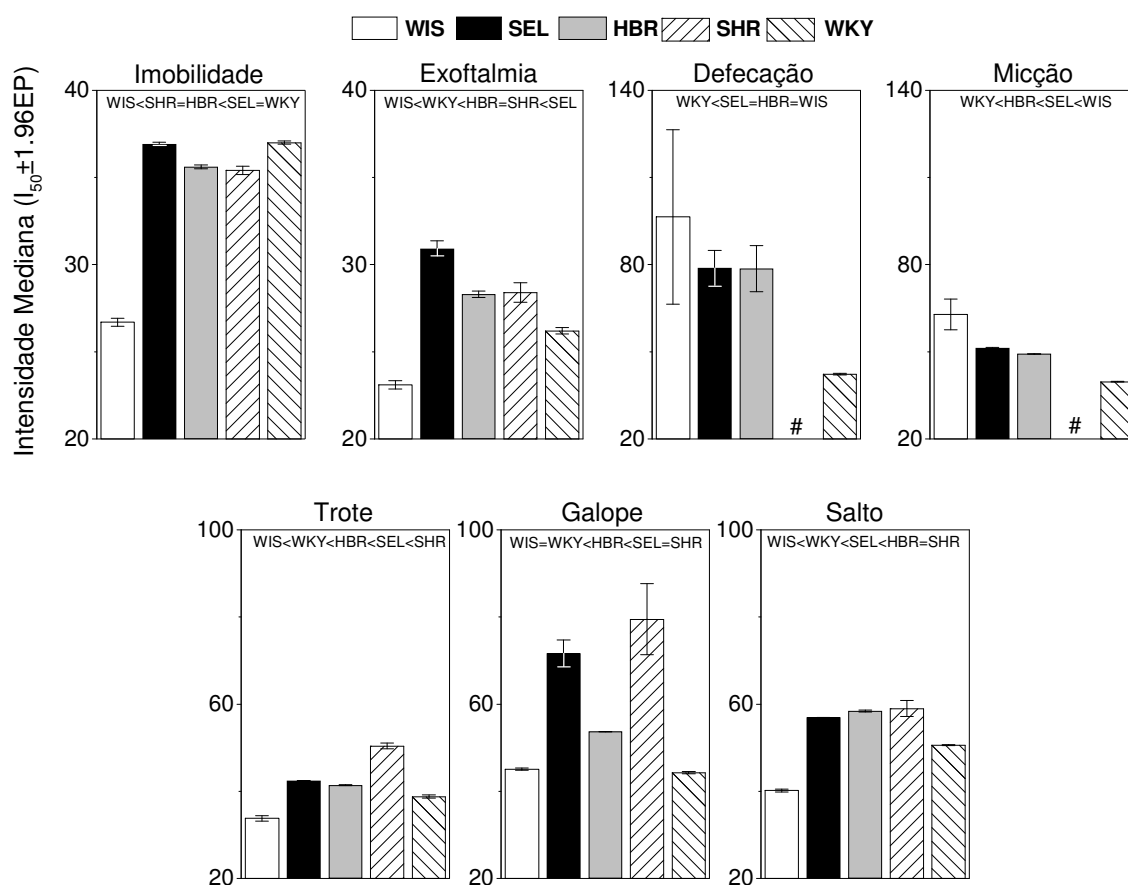 WIS SEL HBR SHR WKY
Imobilidade Exoftalmia Defecação Micção
Intensidade Mediana (I50±1.96EP)
40 40 140 140
WIS<SHR=HBR<SEL=WKY WIS<WKY<HBR=SHR<SEL WKY<SEL=HBR=WIS WKY<HBR<SEL<WIS
30 30 80 80
# #
20 20 20 20
Trote Galope Salto
100 100 100
WIS<WKY<HBR<SEL<SHR WIS=WKY<HBR<SEL=SHR WIS<WKY<SEL<HBR=SHR
60 60 60
20 20 20